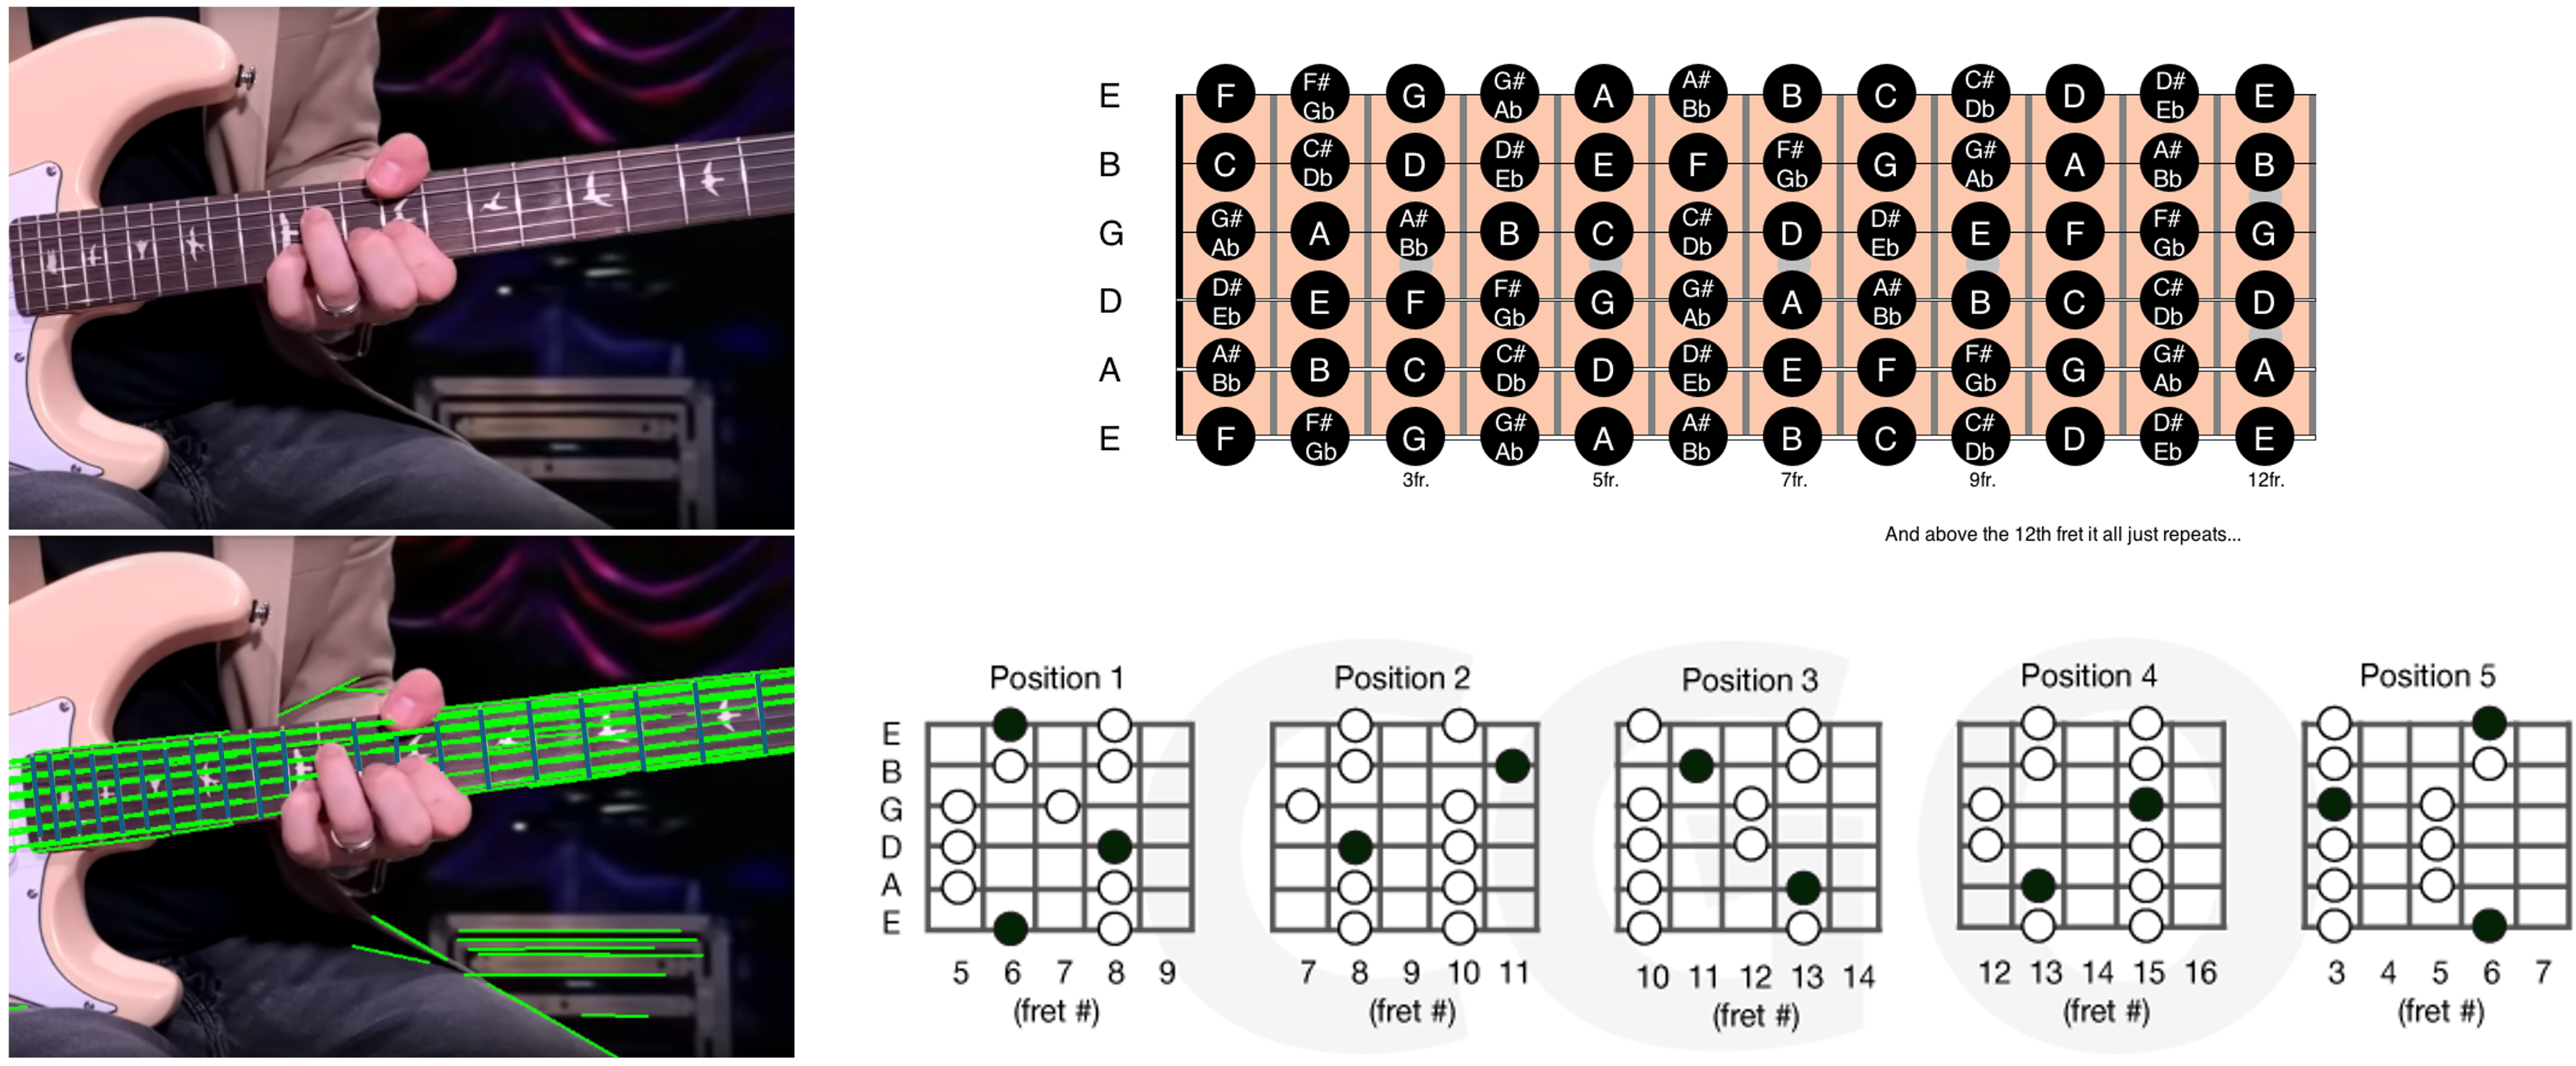 E F F# Gb G G# Ab A A# Bb B C C# Db D D# Eb E
B C C# Db D D# Eb E F F# Gb G G# Ab A A# Bb B
G G# Ab A A# Bb B C C# Db D D# Eb E F F# Gb G
D D# Eb E F F# Gb G G# Ab A A# Bb B C C# Db D
A A# Bb B C C# Db D D# Eb E F F# Gb G G# Ab A
E F F# Gb G G# Ab A A# Bb B C C# Db D D# Eb E
3fr. 5fr. 7fr. 9fr. 12fr.
And above the 12th fret it all just repeats...
Position 1 Position 2 Position 3 Position 4 Position 5
E
B
G
D
A
E
5 6 7 8 9 7 8 9 10 11 10 11 12 13 14 12 13 14 15 16 3 4 5 6 7
(fret #) (fret #) (fret #) (fret #) (fret #)